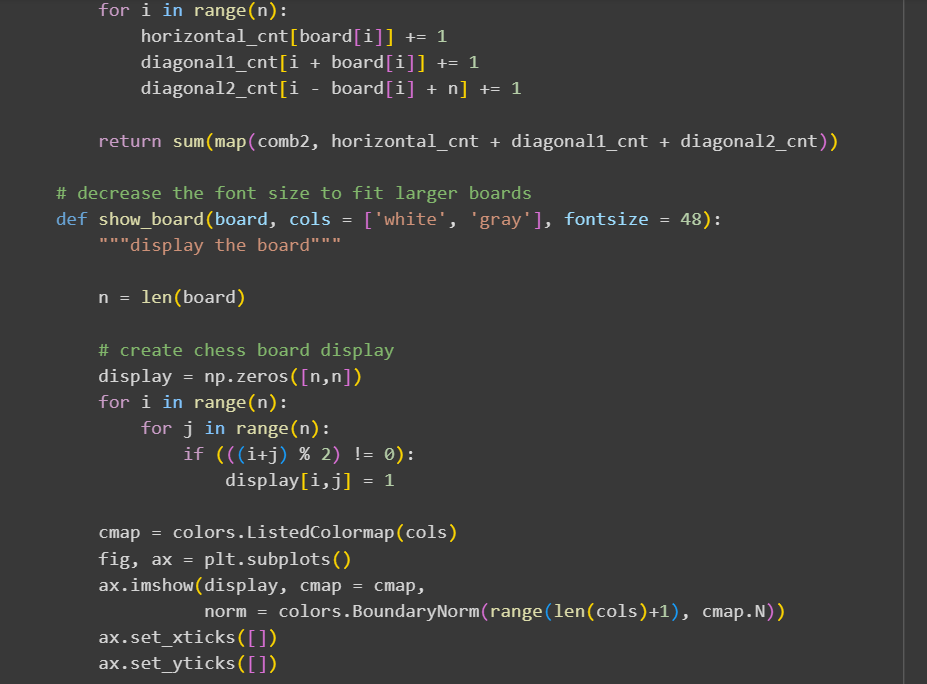 for i in range(n):
horizontal_cnt[board[i]] += 1
diagonal1_cnt[i + board[i]] += 1
diagonal2_cnt[i - board[i] + n] += 1
return sum(map(comb2, horizontal_cnt + diagonal1_cnt + diagonal2_cnt))
# decrease the font size to fit larger boards
def show_board(board, cols = ['white', 'gray'], fontsize = 48):
"""display the board"""
n = len(board)
# create chess board display
display = np.zeros([n,n])
for i in range(n):
for j in range(n):
if (((i+j) % 2) != 0):
display[i,j] = 1
cmap = colors.ListedColormap(cols)
fig, ax = plt.subplots()
ax.imshow(display, cmap = cmap,
norm = colors.BoundaryNorm(range(len(cols)+1), cmap.N))
ax.set_xticks([])
ax.set_yticks([])